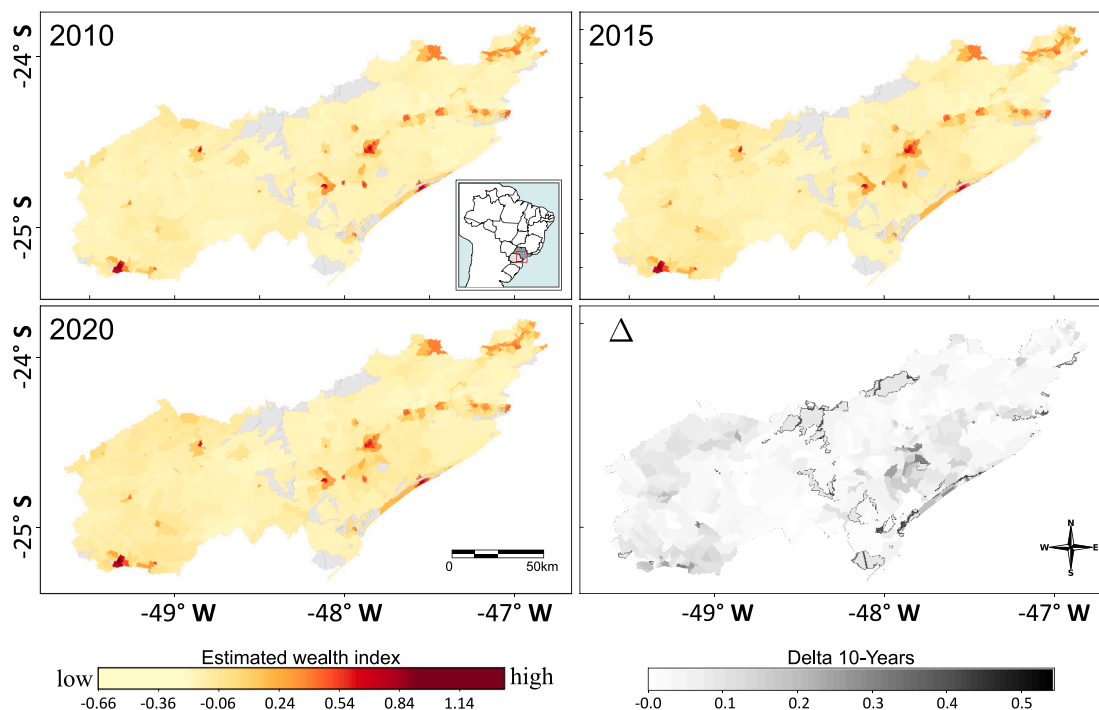 2010
2015
-24° S
-25° S
2020
Δ
-24° S
-25° S
0 50km
N
W E
S
-49° W -48° W -47° W
-49° W -48° W -47° W
Estimated wealth index
low high
-0.66 -0.36 -0.06 0.24 0.54 0.84 1.14
Delta 10-Years
-0.0 0.1 0.2 0.3 0.4 0.5